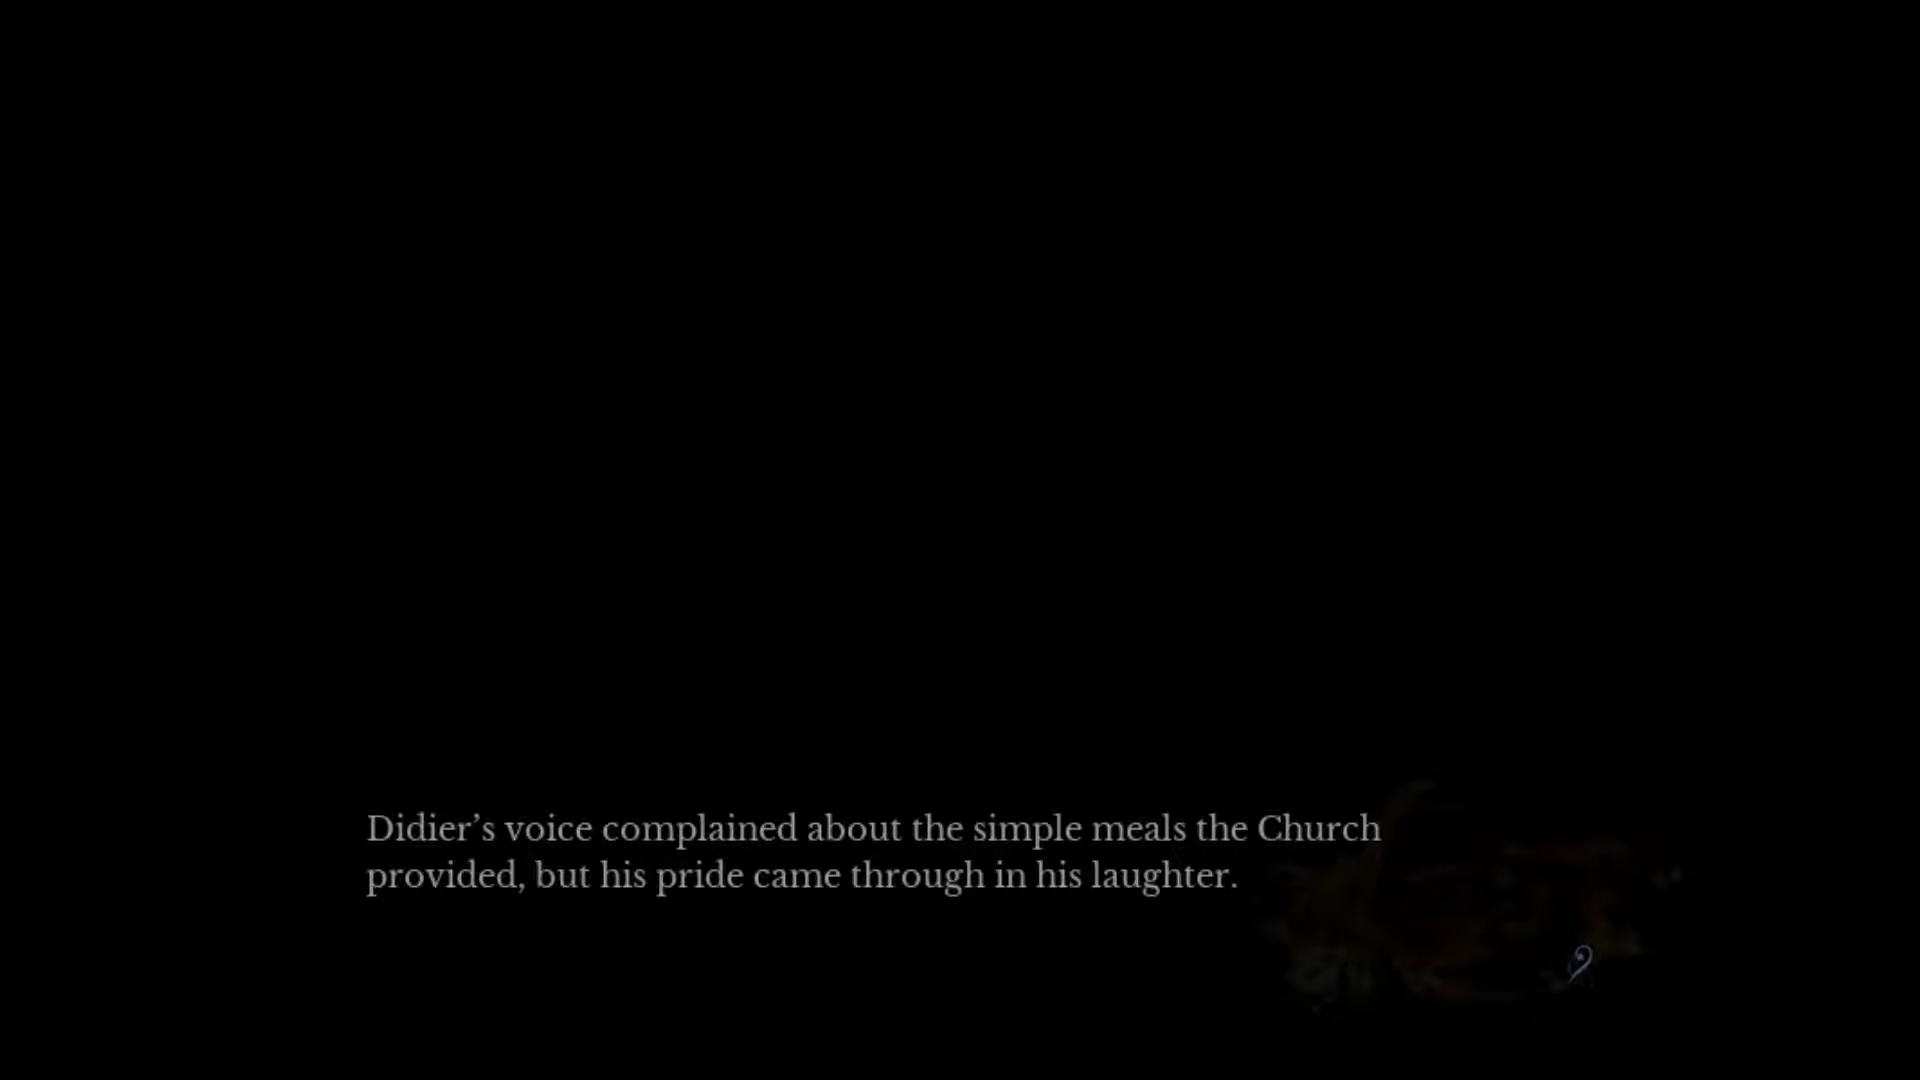 Didier’s voice complained about the simple meals the Church
provided, but his pride came through in his laughter.